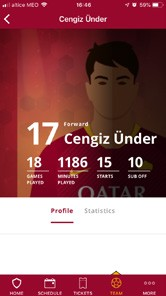 altice MEO 16:46 59%
Cengiz Ünder
Forward
17 Cengiz Ünder
18 1186 15 10
GAMES PLAYED MINUTES PLAYED STARTS SUB OFF
QATAR
Profile Statistics
HOME SCHEDULE TICKETS TEAM MORE